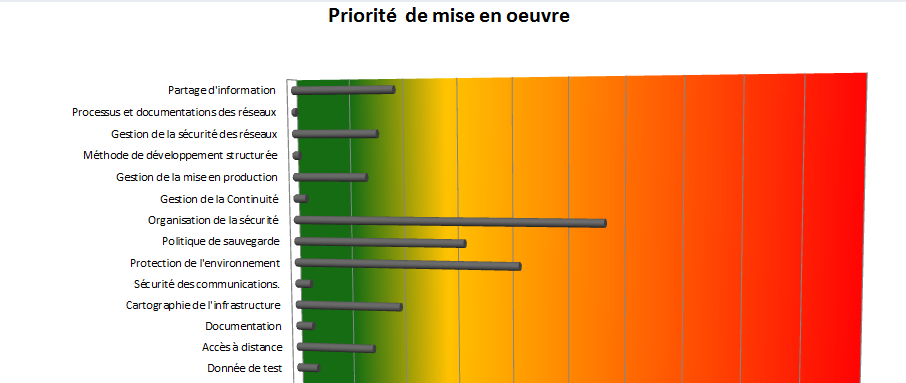 Priorité de mise en oeuvre
Partage d'information
Processus et documentations des réseaux
Gestion de la sécurité des réseaux
Méthode de développement structurée
Gestion de la mise en production
Gestion de la Continuité
Organisation de la sécurité
Politique de sauvegarde
Protection de l'environnement
Sécurité des communications.
Cartographie de l'infrastructure
Documentation
Accès à distance
Donnée de test